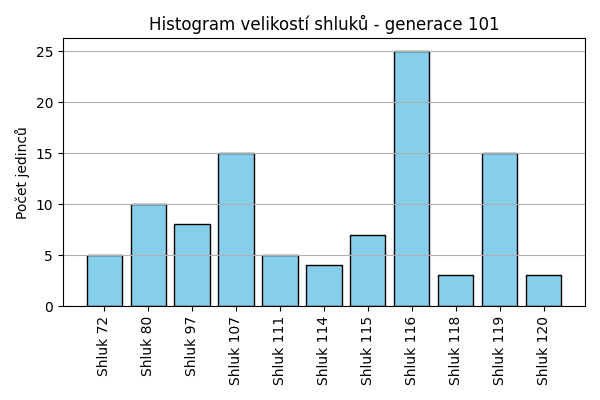 Histogram velikostí shluků - generace 101
Počet jedinců
25
20
15
10
5
0
Shluk 72
Shluk 80
Shluk 97
Shluk 107
Shluk 111
Shluk 114
Shluk 115
Shluk 116
Shluk 118
Shluk 119
Shluk 120